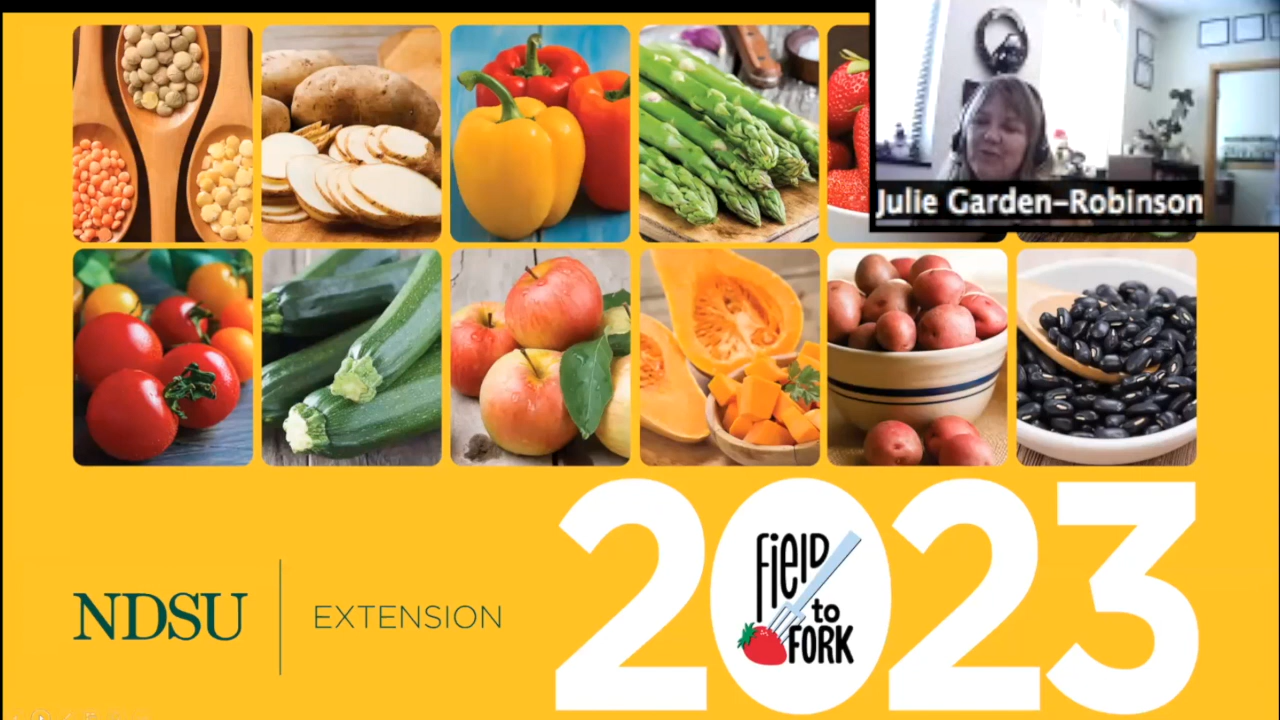 Julie Garden-Robinson
2023
field
to
FORK
NDSU
EXTENSION